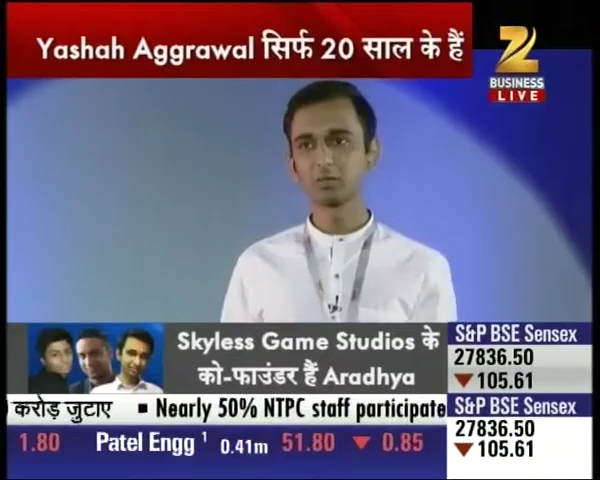 Yashah Aggrawal सिर्फ 20 साल के हैं
Z
BUSINESS
LIVE
Skyless Game Studios के
को-फाउंडर हैं Aradhya
S&P BSE Sensex
27836.50
▼ 105.61
करोड़ जुटाए ■ Nearly 50% NTPC staff participate
S&P BSE Sensex
27836.50
▼ 105.61
1.80 Patel Engg 1 0.41m 51.80 ▼ 0.85